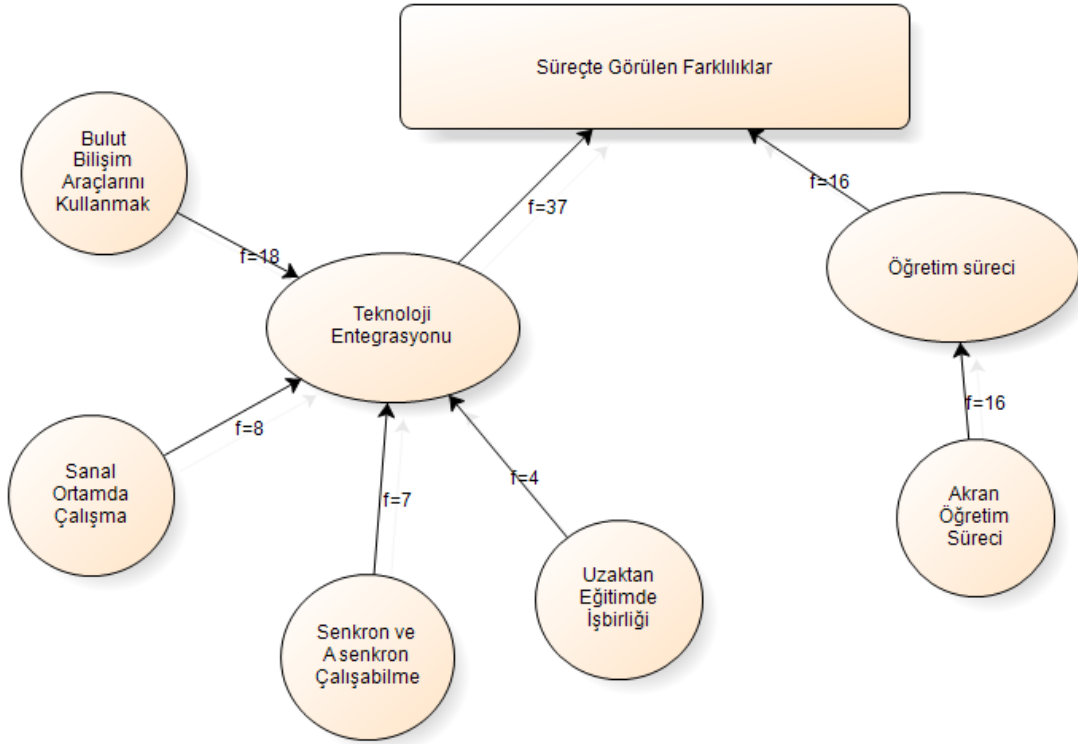 Süreçte Görülen Farklılıklar
Bulut
Bilişim
Araçlarını
Kullanmak
f=18
f=37
f=16
Öğretim süreci
Teknoloji
Entegrasyonu
Sanal
Ortamda
Çalışma
f=8
f=7
f=4
f=16
Akran
Öğretim
Süreci
Uzaktan
Eğitimde
İşbirliği
Senkron ve
Asenkron
Çalışabilme